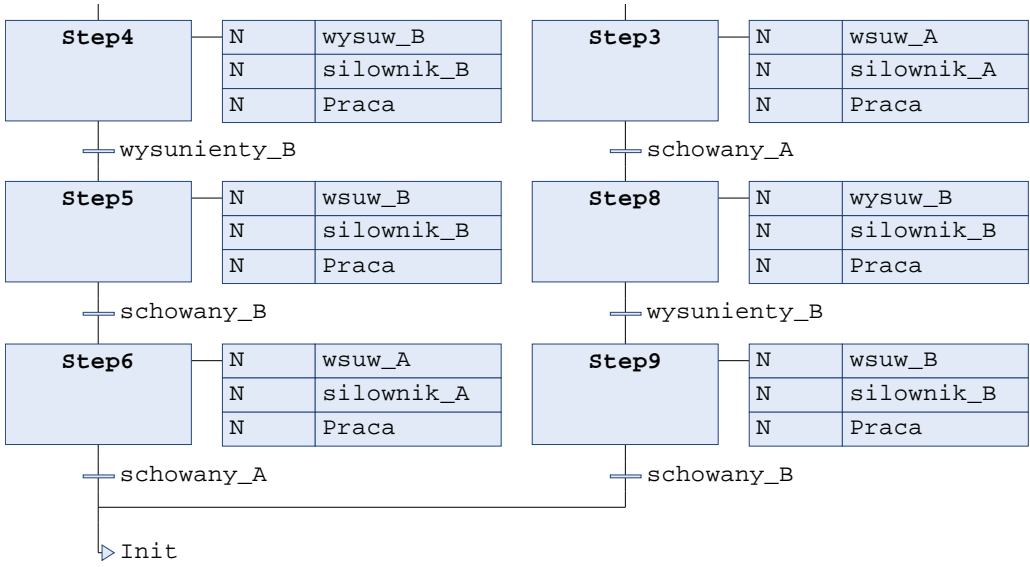 Step4 N wysuw_B Step3 N wsuw_A
N silownik_B N silownik_A
N Praca N Praca
wysunienty_B schowany_A
Step5 N wsuw_B Step8 N wysuw_B
N silownik_B N silownik_B
N Praca N Praca
schowany_B wysunienty_B
Step6 N wsuw_A Step9 N wsuw_B
N silownik_A N silownik_B
N Praca N Praca
schowany_A schowany_B
Init